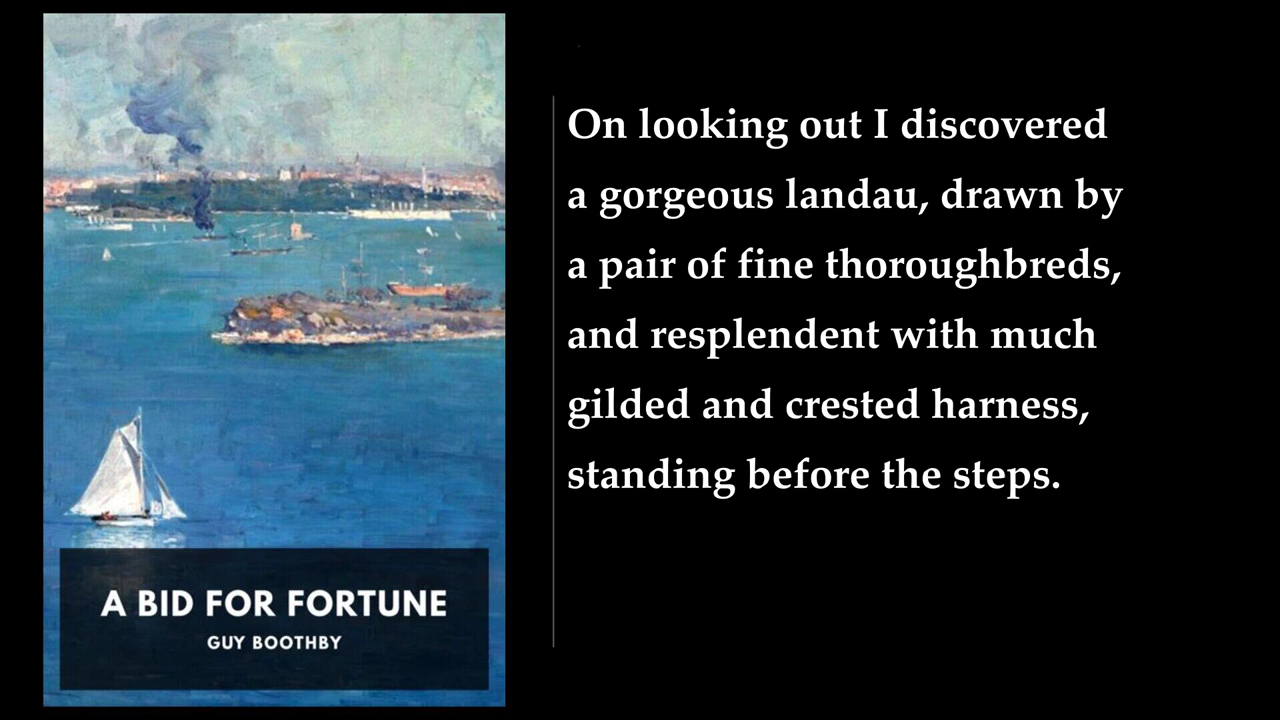 On looking out I discovered
a gorgeous landau, drawn by
a pair of fine thoroughbreds,
and resplendent with much
gilded and crested harness,
standing before the steps.
A BID FOR FORTUNE
GUY BOOTHBY